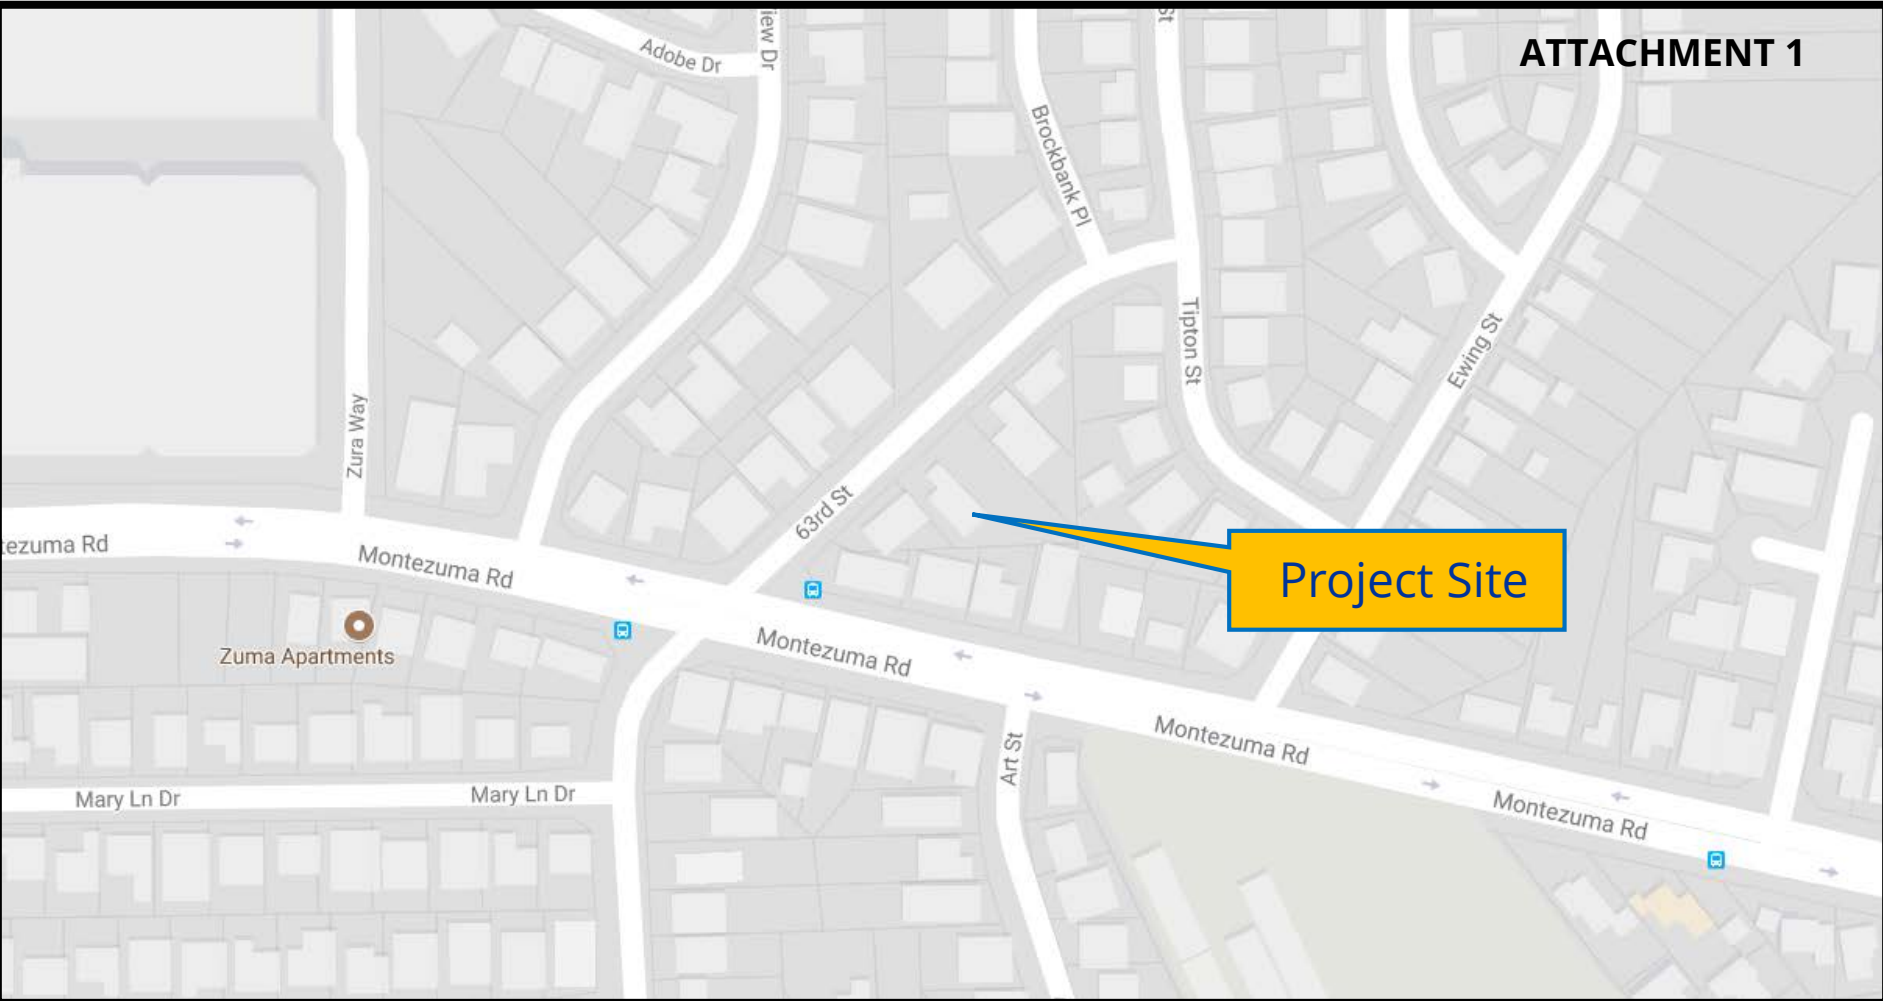 ATTACHMENT 1
St
iew Dr
Adobe Dr
Brockbank Pl
Tipton St
Ewing St
Zura Way
63rd St
tezuma Rd
Montezuma Rd
Project Site
Zuma Apartments
Montezuma Rd
Montezuma Rd
Art St
Mary Ln Dr
Mary Ln Dr
Montezuma Rd